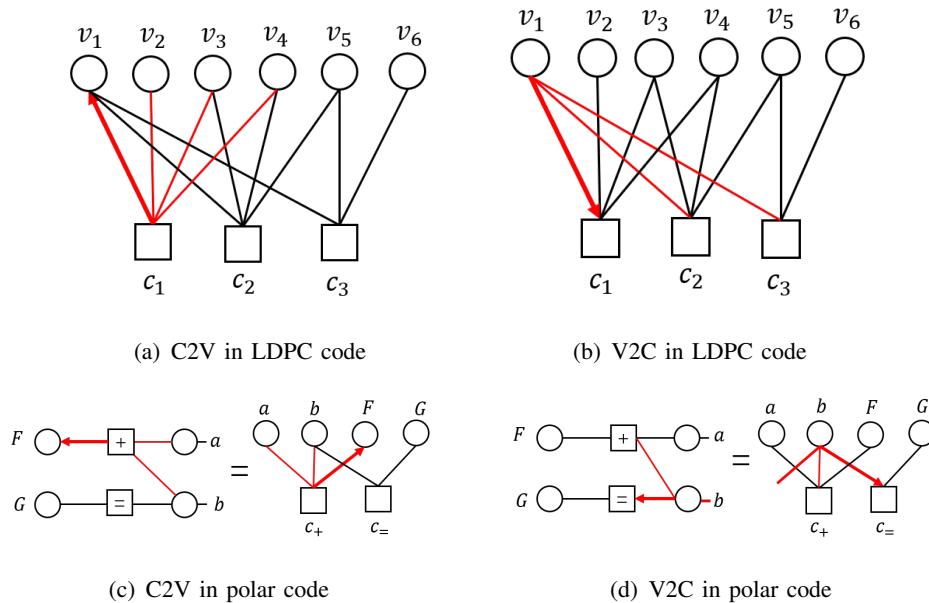 v₁ v₂ v₃ v₄ v₅ v₆
c₁ c₂ c₃
(a) C2V in LDPC code
v₁ v₂ v₃ v₄ v₅ v₆
c₁ c₂ c₃
(b) V2C in LDPC code
a b F G
F + a
=
G = b
c₊ c₌
(c) C2V in polar code
a b F G
F + a
=
G = b
c₊ c₌
(d) V2C in polar code